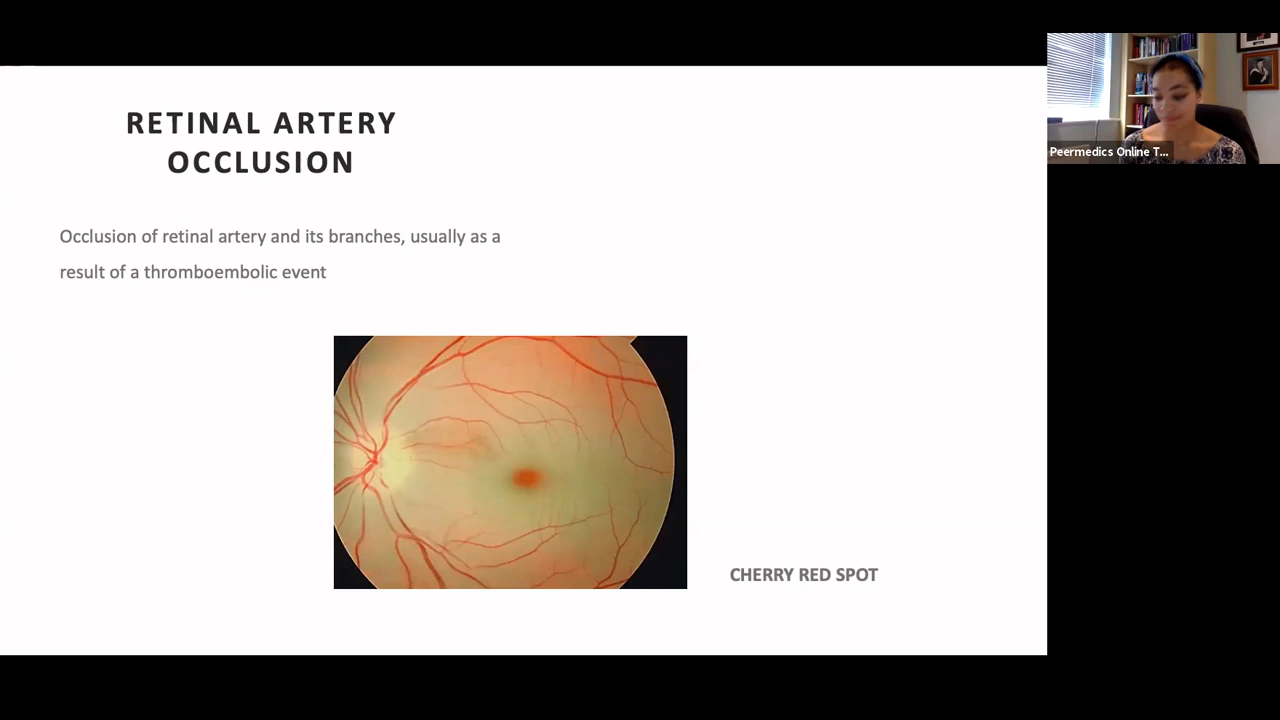 RETINAL ARTERY
OCCLUSION
Occlusion of retinal artery and its branches, usually as a
result of a thromboembolic event
CHERRY RED SPOT
Peermedics Online T...